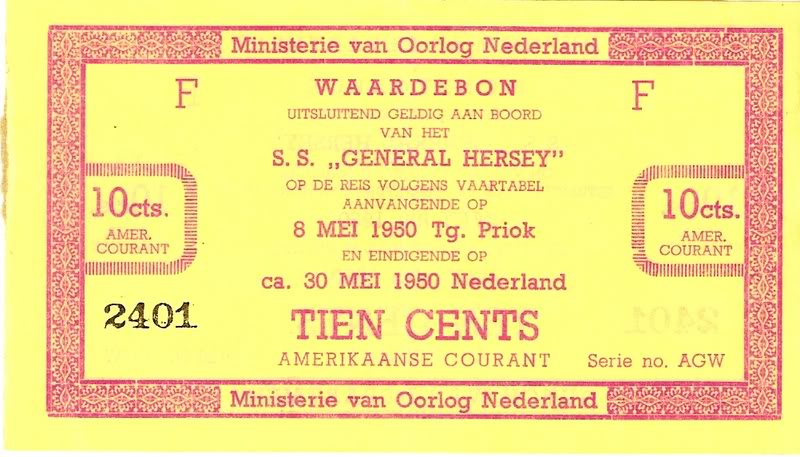 Ministerie van Oorlog Nederland
F
F
WAARDEBON
UITSLUITEND GELDIG AAN BOORD
VAN HET
S.S. „GENERAL HERSEY”
OP DE REIS VOLGENS VAARTABEL
AANVANGENDE OP
8 MEI 1950 Tg. Priok
EN EINDIGENDE OP
ca. 30 MEI 1950 Nederland
TIEN CENTS
AMERIKAANSE COURANT
10cts.
AMER.
COURANT
2401
10cts.
AMER.
COURANT
Serie no. AGW
Ministerie van Oorlog Nederland